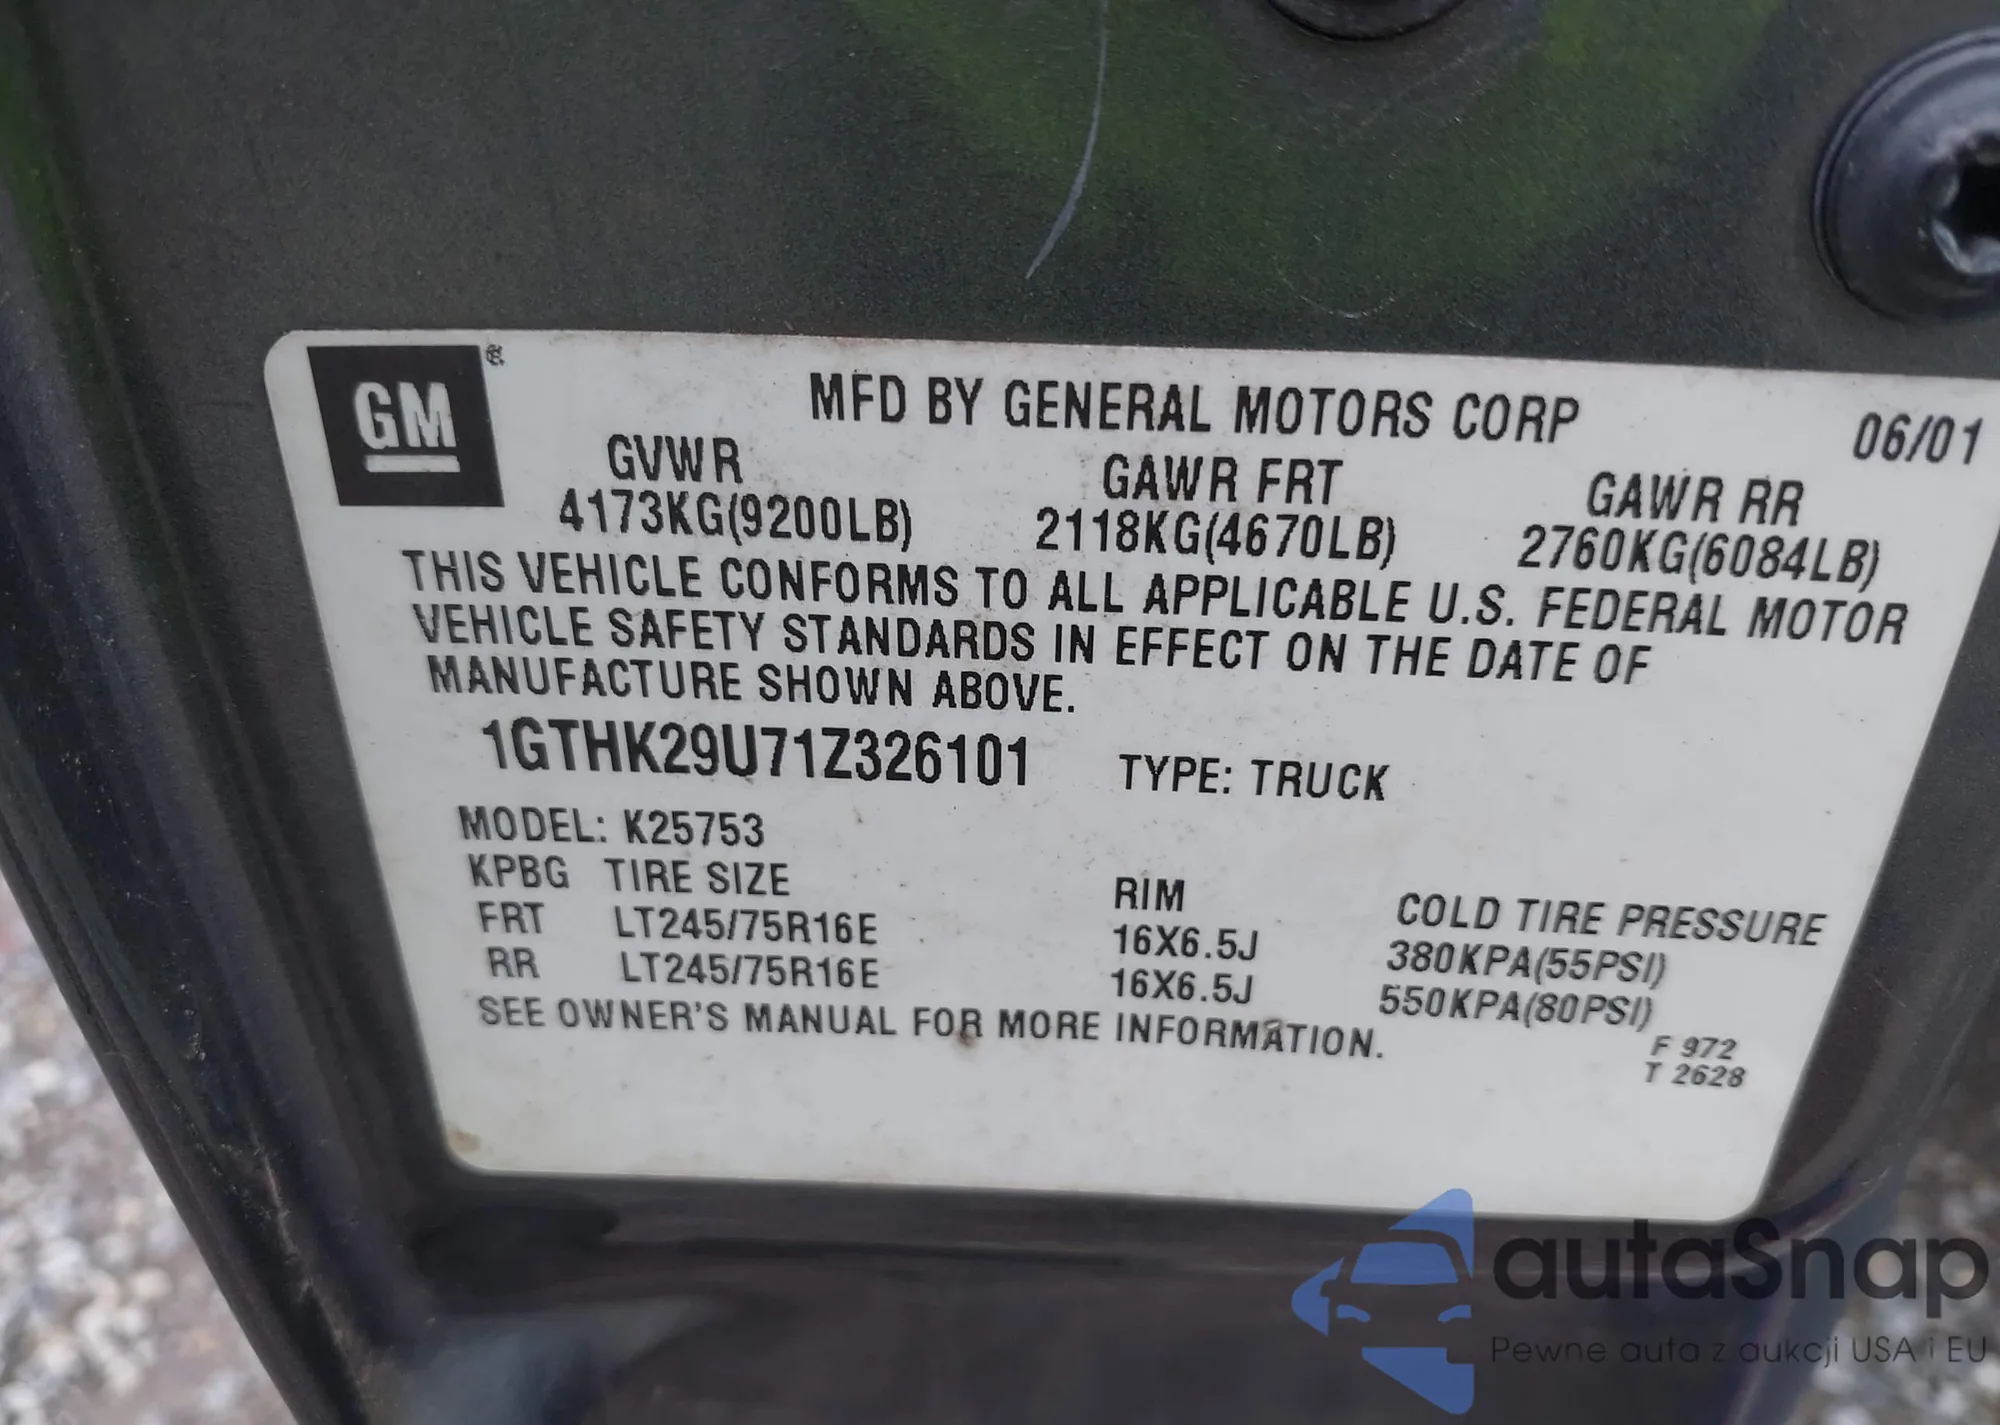 GM®
MFD BY GENERAL MOTORS CORP 06/01
GVWR GAWR FRT GAWR RR
4173KG(9200LB) 2118KG(4670LB) 2760KG(6084LB)
THIS VEHICLE CONFORMS TO ALL APPLICABLE U.S. FEDERAL MOTOR
VEHICLE SAFETY STANDARDS IN EFFECT ON THE DATE OF
MANUFACTURE SHOWN ABOVE.
1GTHK29U71Z326101 TYPE: TRUCK
MODEL: K25753
KPBG TIRE SIZE RIM COLD TIRE PRESSURE
FRT LT245/75R16E 16X6.5J 380KPA(55PSI)
RR LT245/75R16E 16X6.5J 550KPA(80PSI)
SEE OWNER'S MANUAL FOR MORE INFORMATION.
F 972
T 2628
autaSnap
Pewne auta z aukcji USA i EU